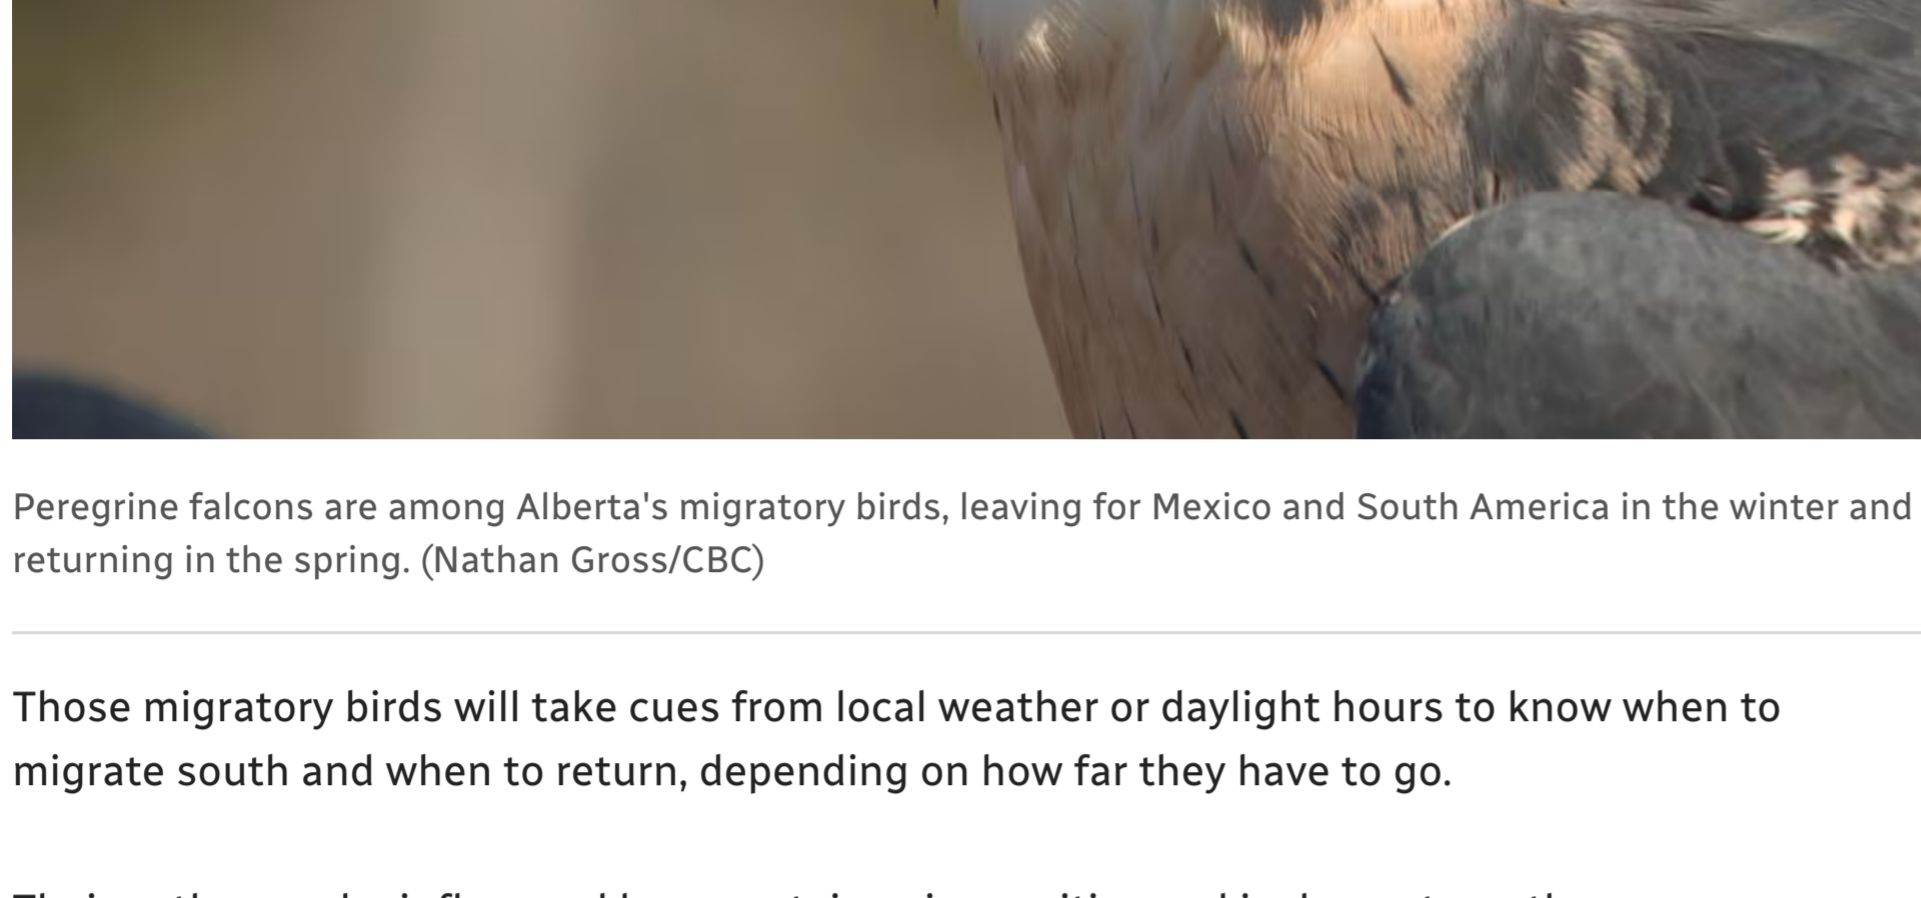 Peregrine falcons are among Alberta's migratory birds, leaving for Mexico and South America in the winter and
returning in the spring. (Nathan Gross/CBC)
Those migratory birds will take cues from local weather or daylight hours to know when to
migrate south and when to return, depending on how far they have to go.